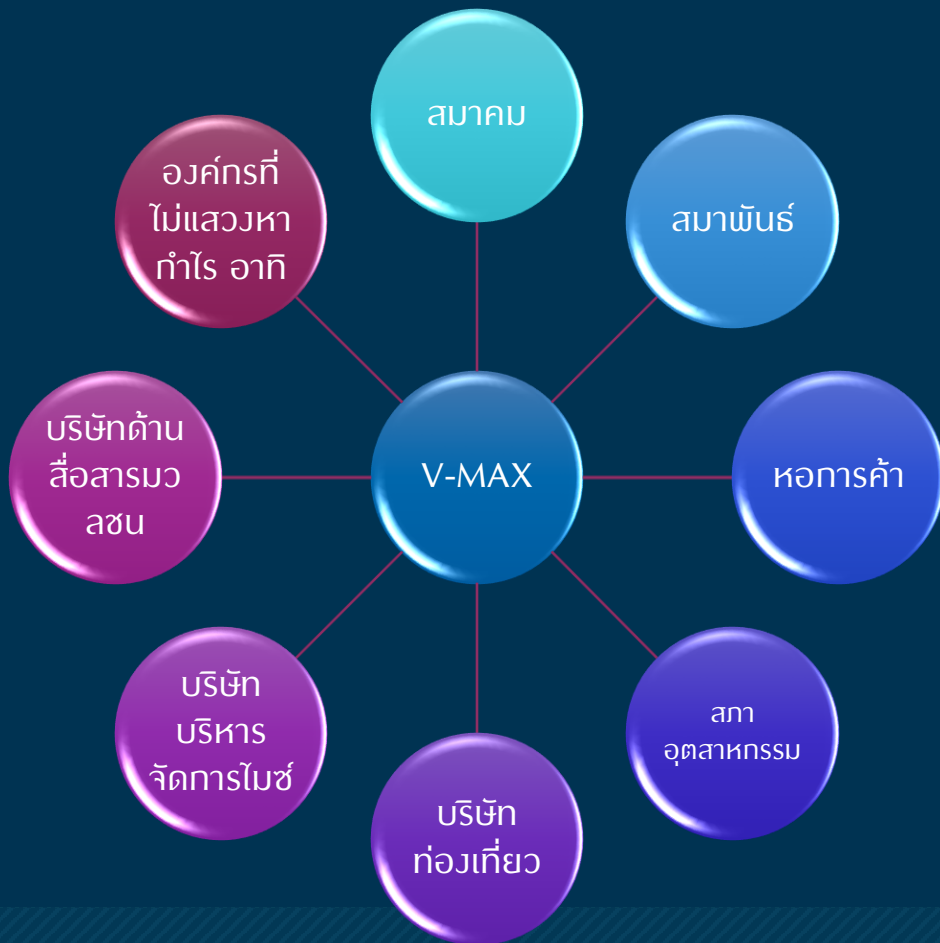 สมาคม
สมาพันธ์
หอการค้า
สภา
อุตสาหกรรม
บริษัท
ท่องเที่ยว
บริษัท
บริหาร
จัดการไมซ์
บริษัทด้าน
สื่อสารมว
ลชน
องค์กรที่
ไม่แสวงหา
กำไร อาทิ
V-MAX